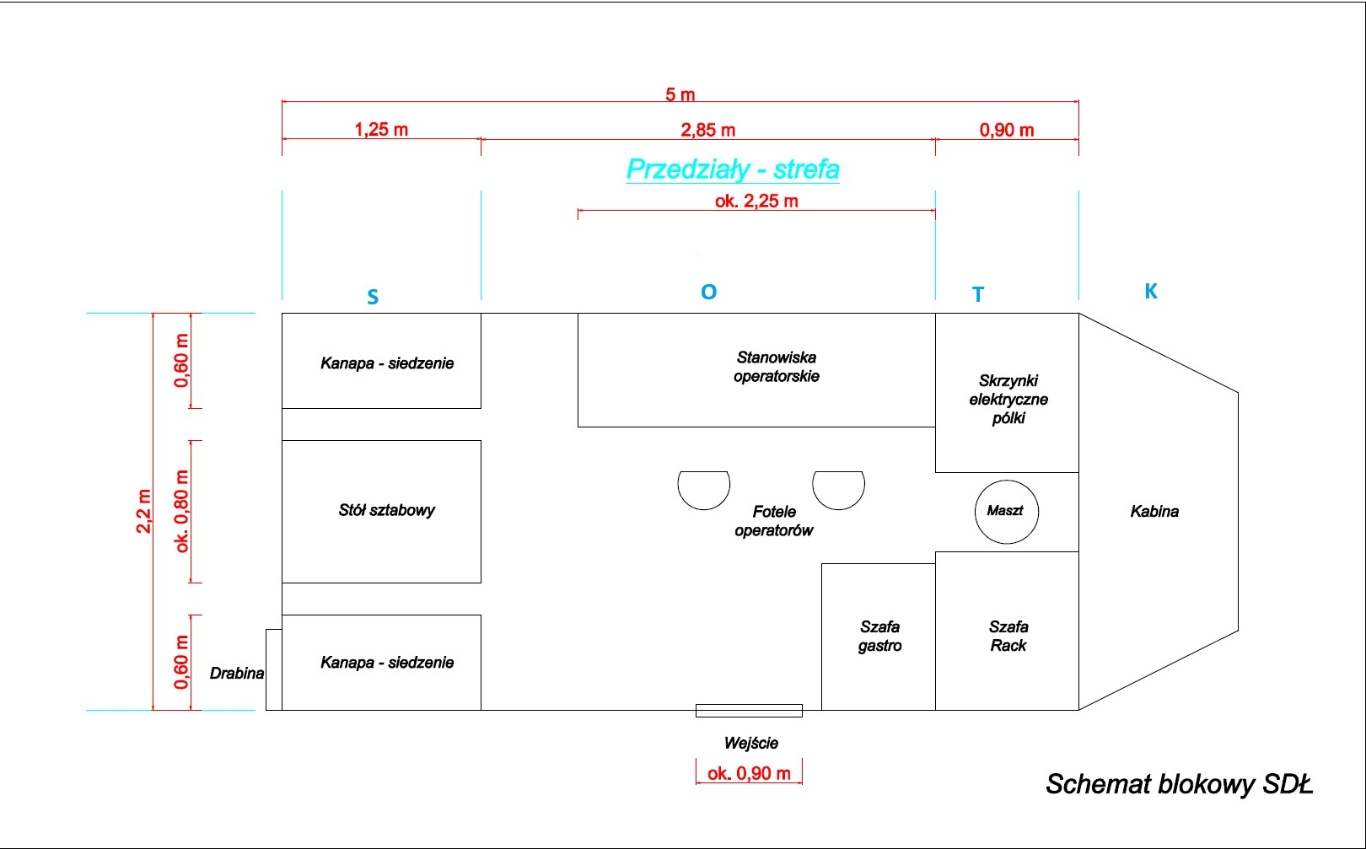 5 m
1,25 m
2,85 m
0,90 m
Przedziały - strefa
ok. 2,25 m
S
O
T
K
0,60 m
Kanapa - siedzenie
Stanowiska
operatorskie
Skrzynki
elektryczne
pólki
2,2 m
ok. 0,80 m
Stół sztabowy
Fotele
operatorów
Maszt
Kabina
0,60 m
Drabina
Kanapa - siedzenie
Szafa
gastro
Szafa
Rack
Wejście
ok. 0,90 m
Schemat blokowy SDŁ